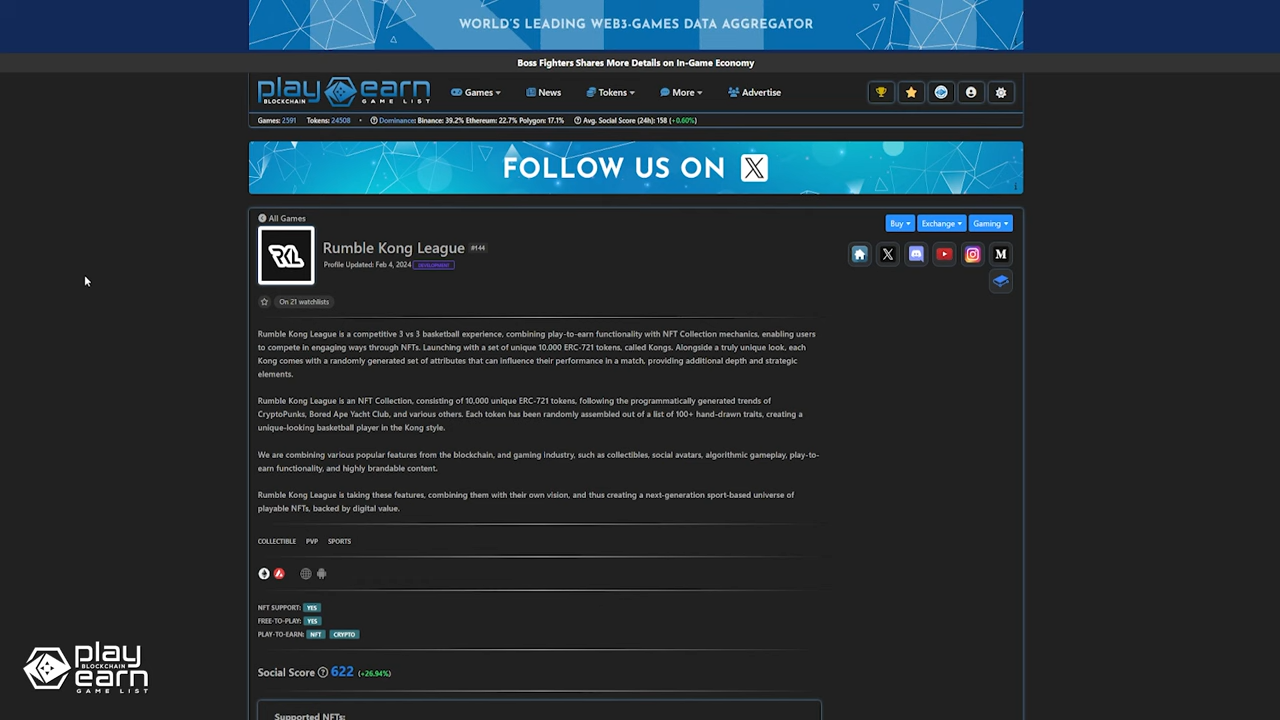 WORLD'S LEADING WEB3-GAMES DATA AGGREGATOR
Boss Fighters Shares More Details on In-Game Economy
play earn
BLOCKCHAIN GAME LIST
Games News Tokens More Advertise
Games: 2591 Tokens: 24508 • Dominance: Binance: 39.2% Ethereum: 22.7% Polygon: 17.1% Avg. Social Score (24h): 158 (+0.60%)
FOLLOW US ON X
All Games
Buy Exchange Gaming
RKL
Rumble Kong League #144
Profile Updated: Feb 4, 2024 DEVELOPMENT
M
On 21 watchlists
Rumble Kong League is a competitive 3 vs 3 basketball experience, combining play-to-earn functionality with NFT Collection mechanics, enabling users
to compete in engaging ways through NFTs. Launching with a set of unique 10.000 ERC-721 tokens, called Kongs. Alongside a truly unique look, each
Kong comes with a randomly generated set of attributes that can influence their performance in a match, providing additional depth and strategic
elements.
Rumble Kong League is an NFT Collection, consisting of 10,000 unique ERC-721 tokens, following the programmatically generated trends of
CryptoPunks, Bored Ape Yacht Club, and various others. Each token has been randomly assembled out of a list of 100+ hand-drawn traits, creating a
unique-looking basketball player in the Kong style.
We are combining various popular features from the blockchain, and gaming industry, such as collectibles, social avatars, algorithmic gameplay, play-to-
earn functionality, and highly brandable content.
Rumble Kong League is taking these features, combining them with their own vision, and thus creating a next-generation sport-based universe of
playable NFTs, backed by digital value.
COLLECTIBLE PVP SPORTS
NFT SUPPORT: YES
FREE-TO-PLAY: YES
PLAY-TO-EARN: NFT CRYPTO
Social Score 622 (+26.94%)
Supported NFTs:
play
BLOCKCHAIN
earn
GAME LIST